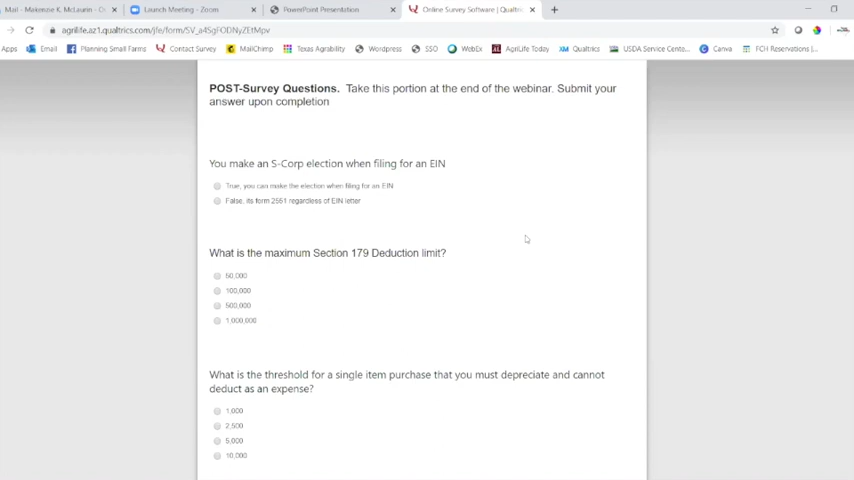 Mail - Makenzie K. McLaurin - O
Launch Meeting - Zoom
PowerPoint Presentation
Online Survey Software | Qualtri
agrilife.az1.qualtrics.com/jfe/form/SV_a4SgFODNyZEtMpv
Apps Email Planning Small Farms Contact Survey MailChimp Texas Agrability Wordpress SSO WebEx AgriLife Today XM Qualtrics USDA Service Cente... Canva FCH Reservations |...
POST-Survey Questions. Take this portion at the end of the webinar. Submit your
answer upon completion
You make an S-Corp election when filing for an EIN
True, you can make the election when filing for an EIN
False, its form 2551 regardless of EIN letter
What is the maximum Section 179 Deduction limit?
50,000
100,000
500,000
1,000,000
What is the threshold for a single item purchase that you must depreciate and cannot
deduct as an expense?
1,000
2,500
5,000
10,000